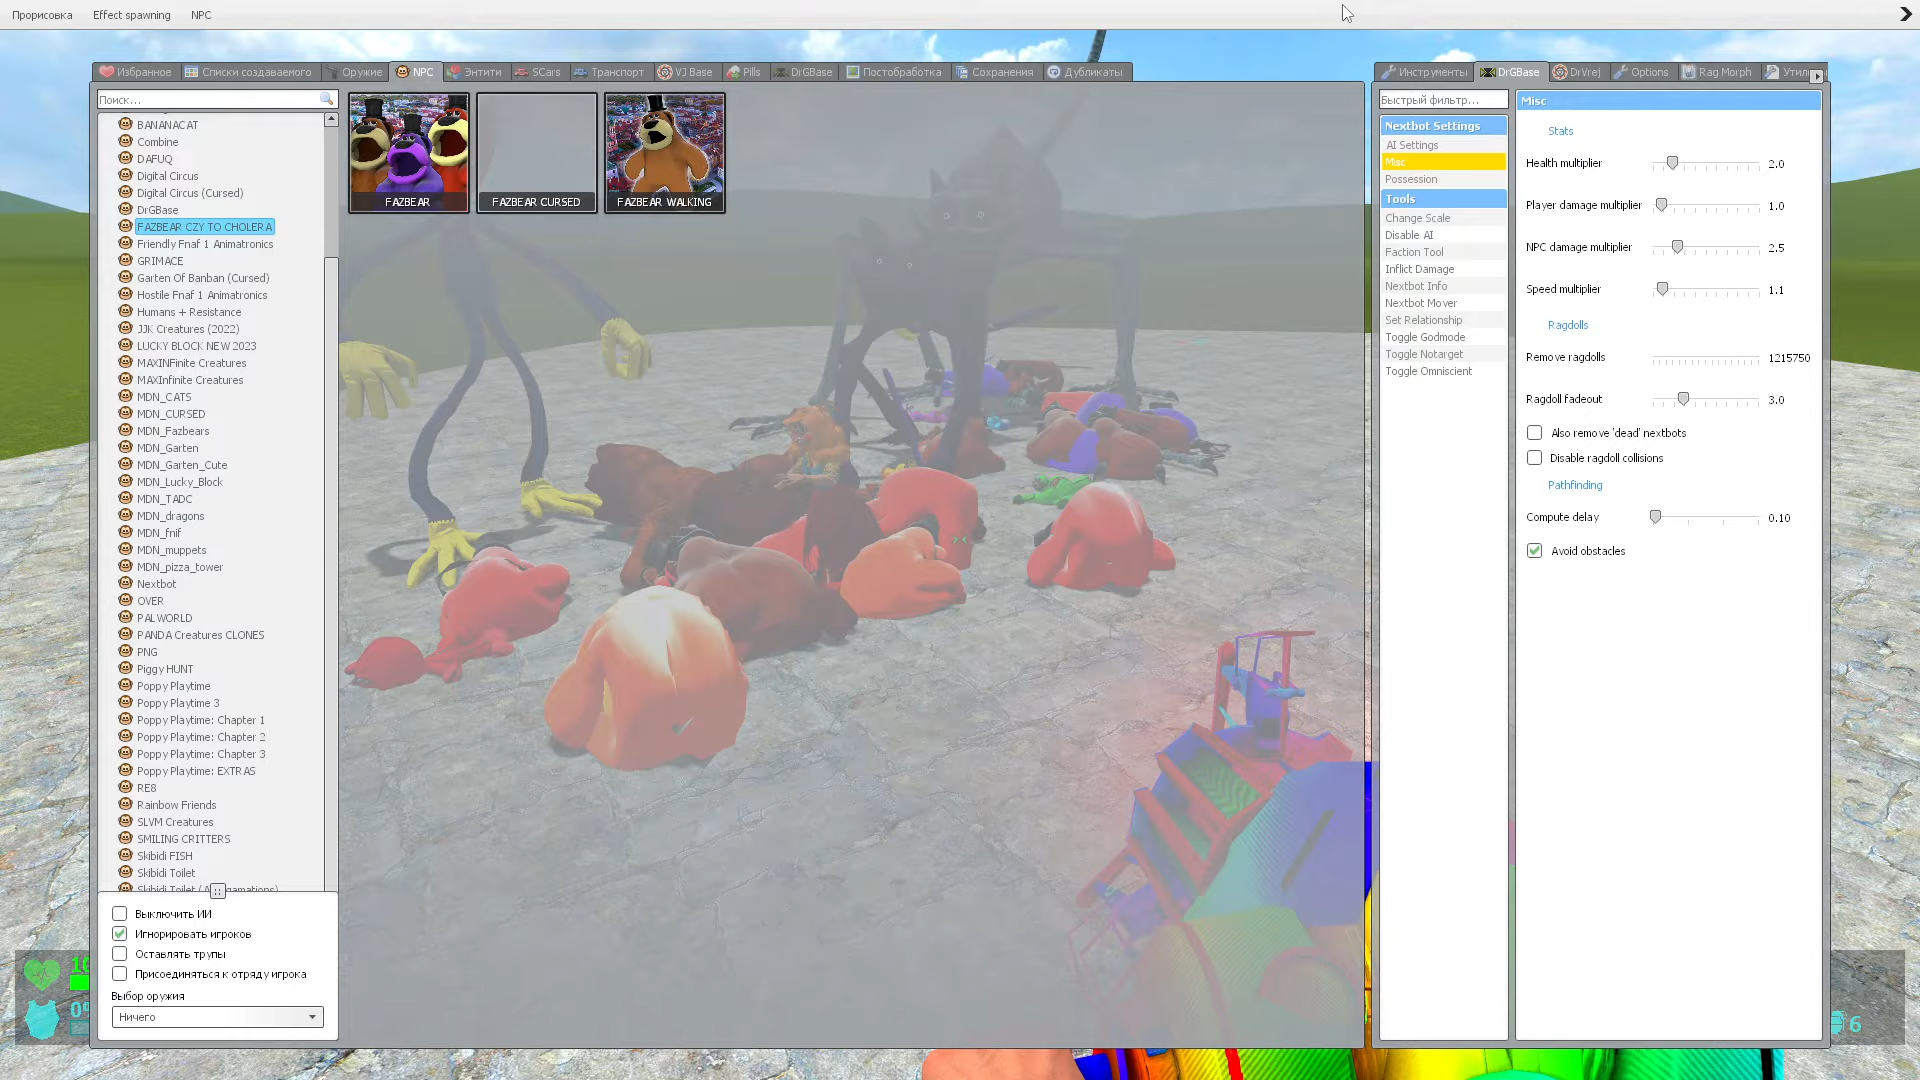 Прорисовка Effect spawning NPC
Избранное Списки создаваемого Оружие NPC Энтити SCars Транспорт VJ Base Pills DrGBase Постобработка Сохранения Дубликаты
Инструменты DrGBase DrVrej Options Rag Morph
Поиск...
BANANACAT
Combine
DAFUQ
Digital Circus
Digital Circus (Cursed)
DrGBase
FAZBEAR CZY TO CHOLERA
Friendly Fnaf 1 Animatronics
GRIMACE
Garten Of Banban (Cursed)
Hostile Fnaf 1 Animatronics
Humans + Resistance
JJK Creatures (2022)
LUCKY BLOCK NEW 2023
MAXINFinite Creatures
MAXInfinite Creatures
MDN_CATS
MDN_CURSED
MDN_Fazbears
MDN_Garten
MDN_Garten_Cute
MDN_Lucky_Block
MDN_TADC
MDN_dragons
MDN_fnif
MDN_muppets
MDN_pizza_tower
Nextbot
OVER
PALWORLD
PANDA Creatures CLONES
PNG
Piggy HUNT
Poppy Playtime
Poppy Playtime 3
Poppy Playtime: Chapter 1
Poppy Playtime: Chapter 2
Poppy Playtime: Chapter 3
Poppy Playtime: EXTRAS
RE8
Rainbow Friends
SLVM Creatures
SMILING CRITTERS
Skibidi FISH
Skibidi Toilet
Skibidi Toilet
Выключить ИИ
Игнорировать игроков
Оставлять трупы
Присоединяться к отряду игрока
Выбор оружия
Ничего
FAZBEAR
FAZBEAR CURSED
FAZBEAR WALKING
Быстрый фильтр...
Nextbot Settings
AI Settings
Misc
Possession
Tools
Change Scale
Disable AI
Faction Tool
Inflict Damage
Nextbot Info
Nextbot Mover
Set Relationship
Toggle Godmode
Toggle Notarget
Toggle Omniscient
Misc
Stats
Health multiplier 2.0
Player damage multiplier 1.0
NPC damage multiplier 2.5
Speed multiplier 1.1
Ragdolls
Remove ragdolls 1215750
Ragdoll fadeout 3.0
Also remove 'dead' nextbots
Disable ragdoll collisions
Pathfinding
Compute delay 0.10
Avoid obstacles
6